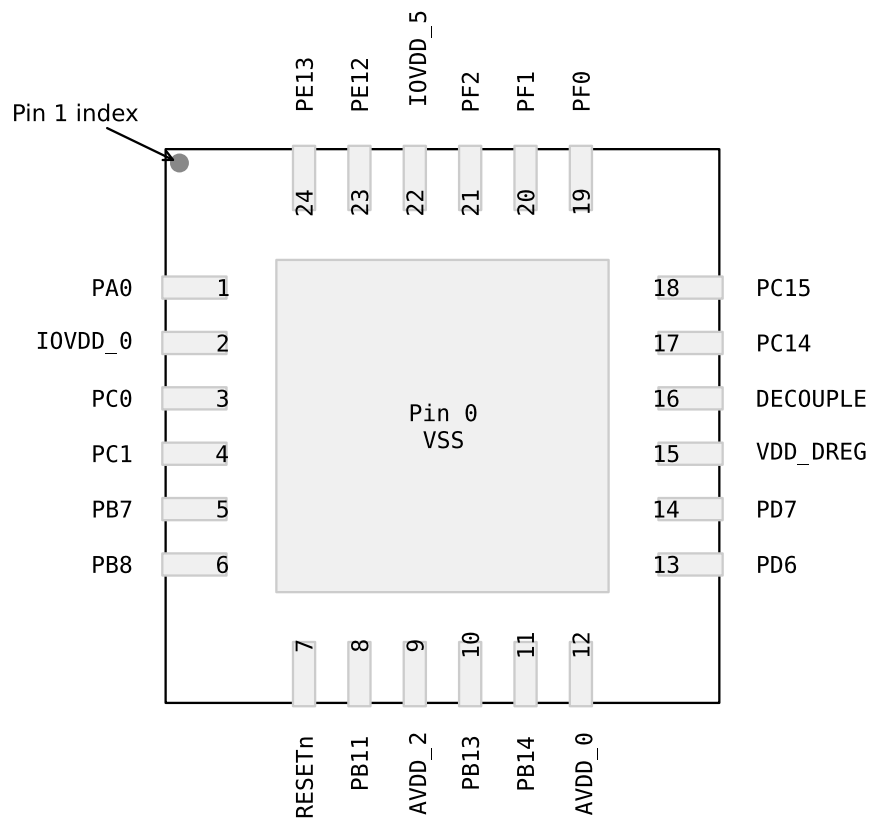 PE13
PE12
IOVDD_5
PF2
PF1
PF0
Pin 1 index
24
23
22
21
20
19
PA0 1
IOVDD_0 2
PC0 3
PC1 4
PB7 5
PB8 6
Pin 0
VSS
18 PC15
17 PC14
16 DECOUPLE
15 VDD_DREG
14 PD7
13 PD6
7
8
9
10
11
12
RESETn
PB11
AVDD_2
PB13
PB14
AVDD_0